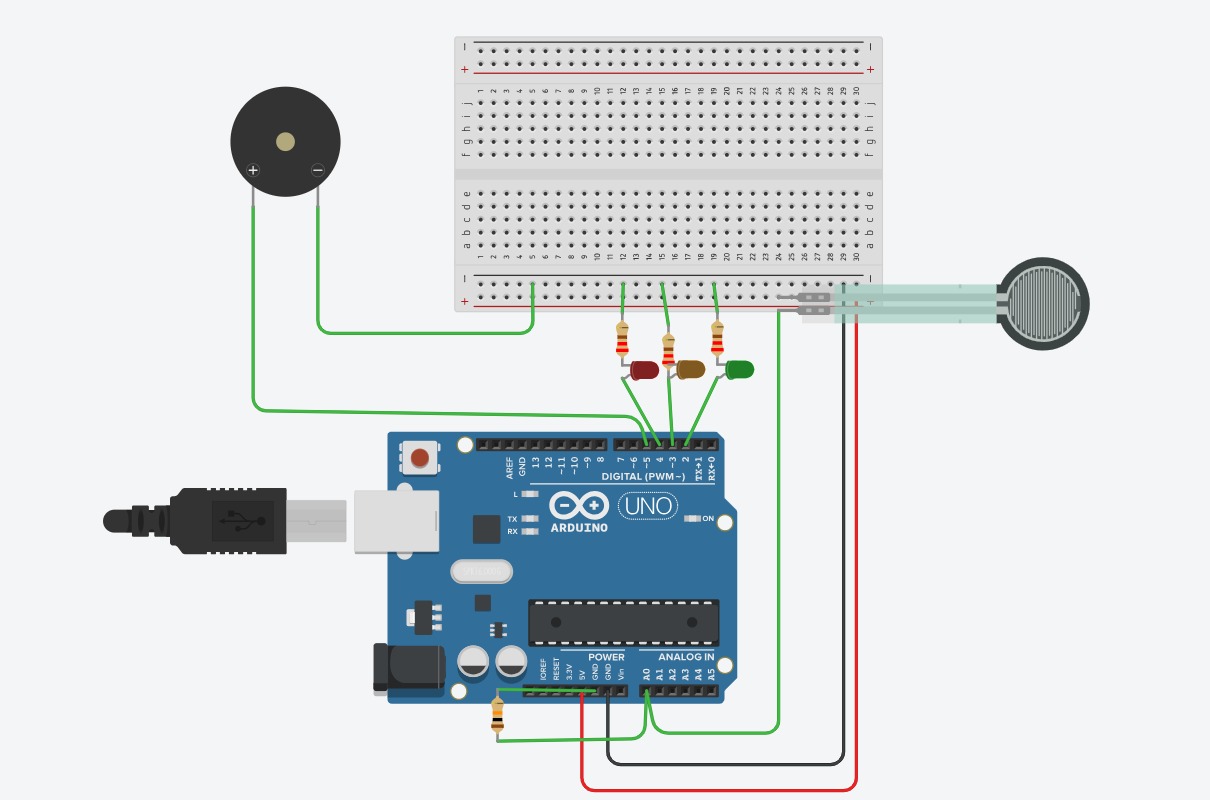 − −
+ +
1 2 3 4 5 6 7 8 9 10 11 12 13 14 15 16 17 18 19 20 21 22 23 24 25 26 27 28 29 30
j j
i i
h h
g g
f f
e e
d d
c c
b b
a a
1 2 3 4 5 6 7 8 9 10 11 12 13 14 15 16 17 18 19 20 21 22 23 24 25 26 27 28 29 30
− −
+ +
+ −
AREF GND 13 12 ~11 ~10 ~9 8 7 ~6 ~5 4 ~3 2 TX→1 RX←0
DIGITAL (PWM~)
L
TX
RX
ARDUINO
UNO
ON
POWER ANALOG IN
IOREF RESET 3.3V 5V GND GND Vin A0 A1 A2 A3 A4 A5